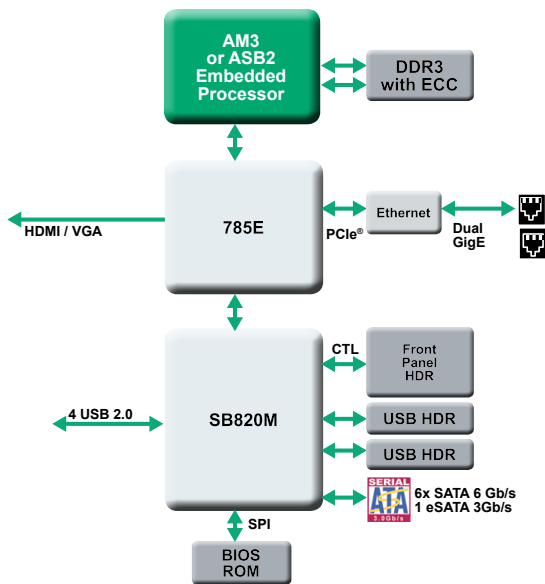 AM3
or ASB2
Embedded
Processor
DDR3
with ECC
785E
HDMI / VGA
PCIe®
Ethernet
Dual
GigE
SB820M
CTL
Front
Panel
HDR
4 USB 2.0
USB HDR
USB HDR
SERIAL
ATA
3.0Gb/s
6x SATA 6 Gb/s
1 eSATA 3Gb/s
SPI
BIOS
ROM